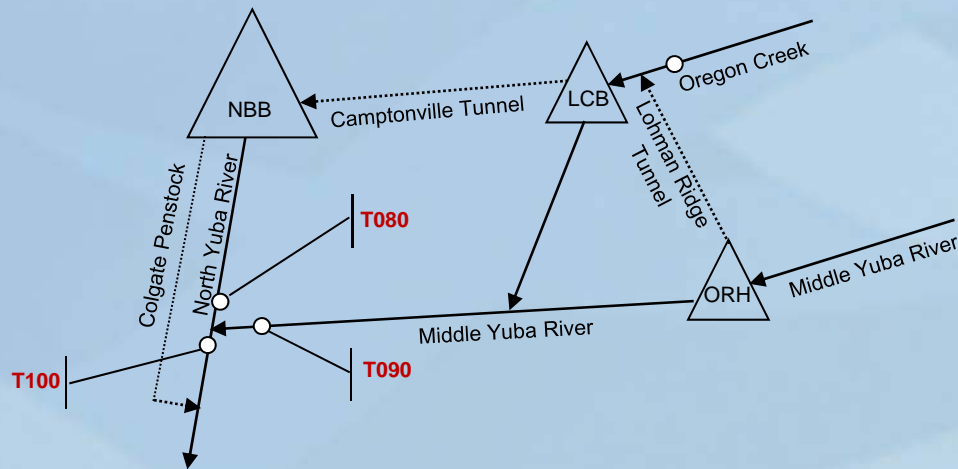 Oregon Creek
NBB
LCB
Camptonville Tunnel
Lohman Ridge
Tunnel
Colgate Penstock
North Yuba River
T080
Middle Yuba River
ORH
Middle Yuba River
T090
T100